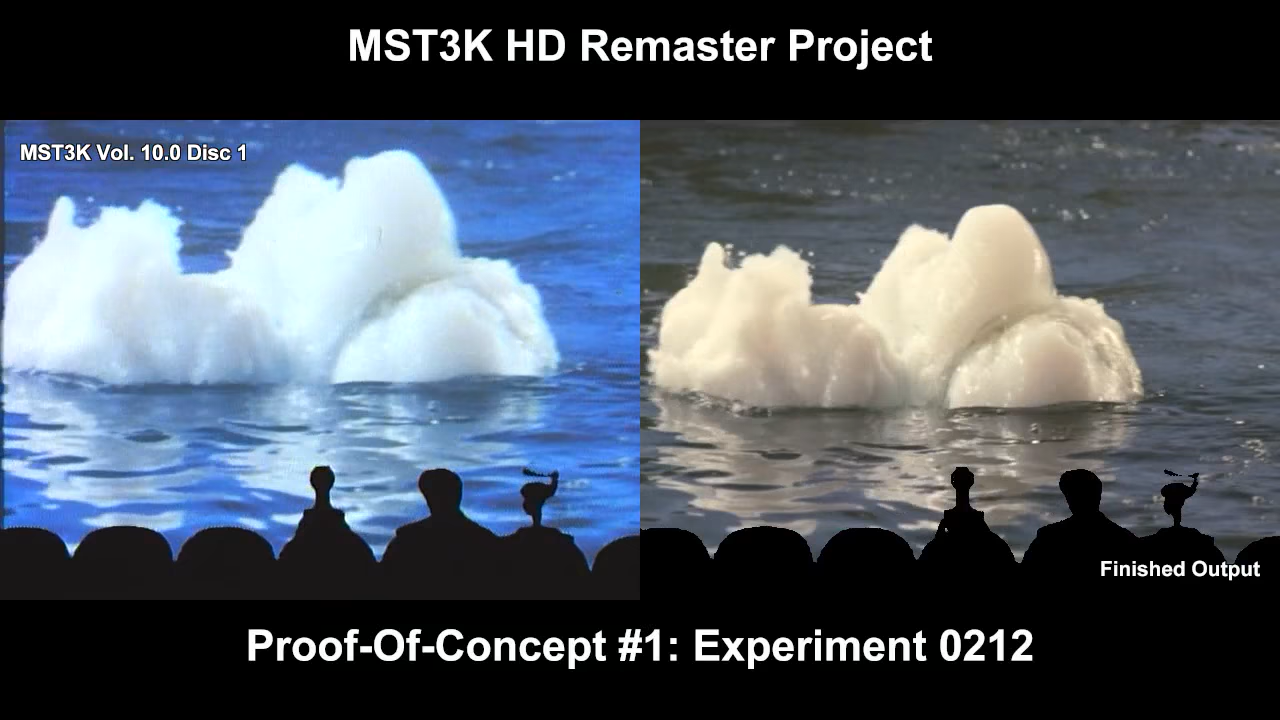 MST3K HD Remaster Project
MST3K Vol. 10.0 Disc 1
Finished Output
Proof-Of-Concept #1: Experiment 0212